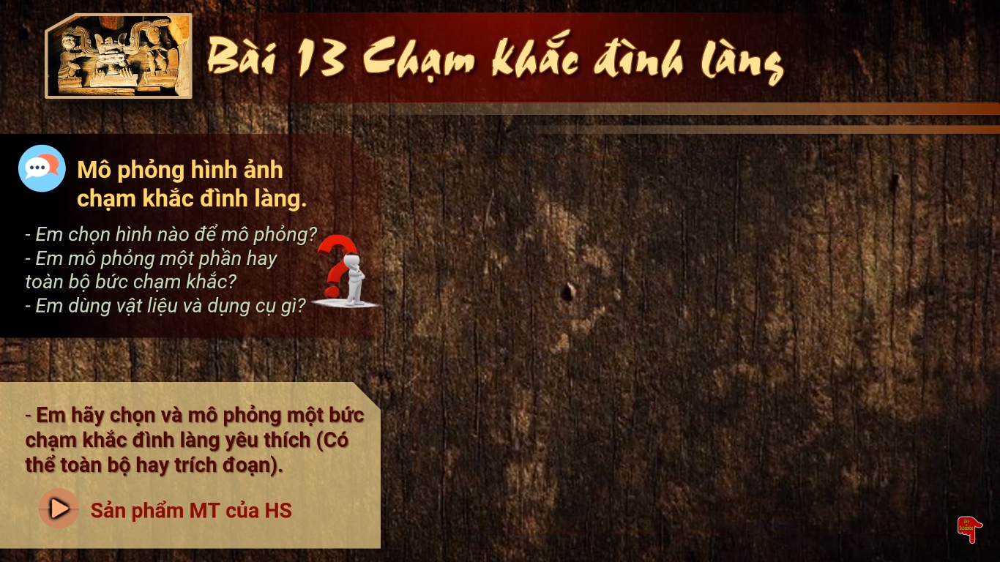 Bài 13 Chạm khắc đình làng
Mô phỏng hình ảnh
chạm khắc đình làng.
- Em chọn hình nào để mô phỏng?
- Em mô phỏng một phần hay
toàn bộ bức chạm khắc?
- Em dùng vật liệu và dụng cụ gì?
- Em hãy chọn và mô phỏng một bức
chạm khắc đình làng yêu thích (Có
thể toàn bộ hay trích đoạn).
Sản phẩm MT của HS